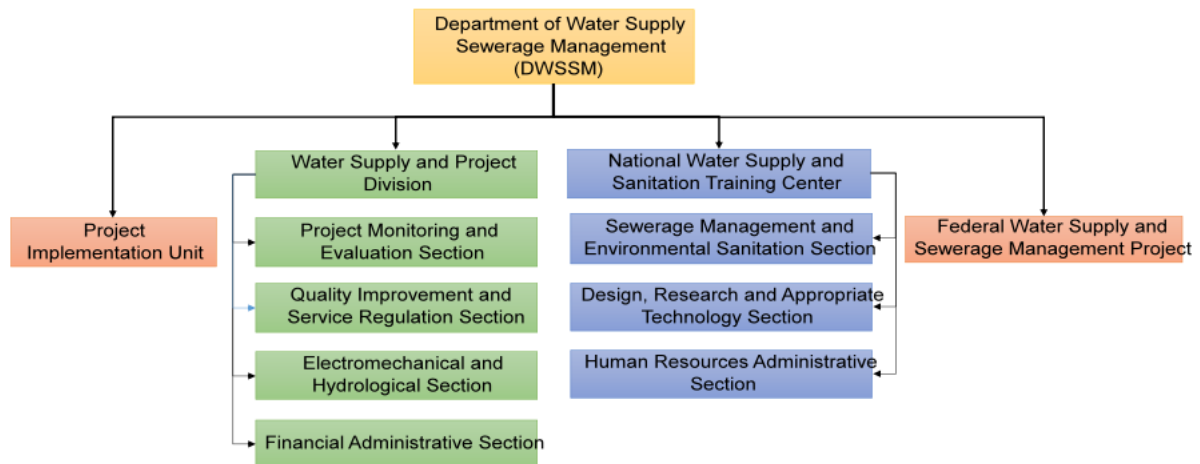 Department of Water Supply
Sewerage Management
(DWSSM)
Water Supply and Project
Division
National Water Supply and
Sanitation Training Center
Project
Implementation Unit
Project Monitoring and
Evaluation Section
Sewerage Management and
Environmental Sanitation Section
Federal Water Supply and
Sewerage Management Project
Quality Improvement and
Service Regulation Section
Design, Research and Appropriate
Technology Section
Electromechanical and
Hydrological Section
Human Resources Administrative
Section
Financial Administrative Section